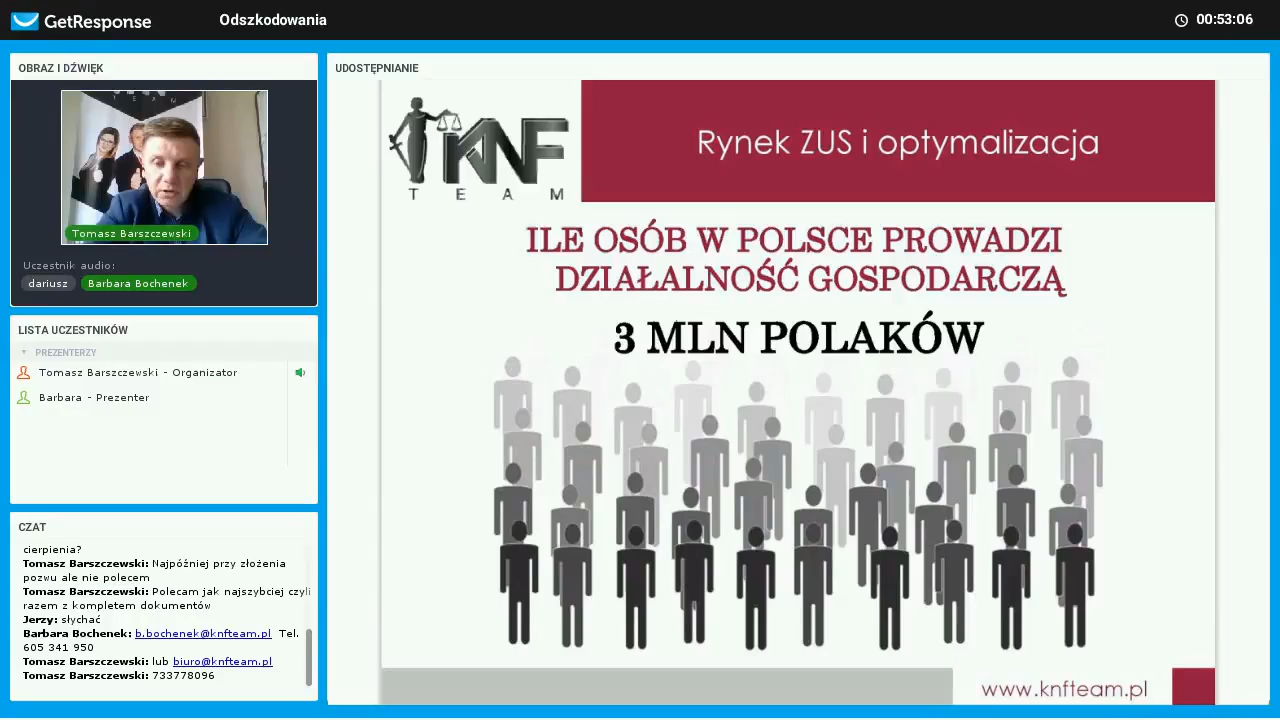 GetResponse
Odszkodowania
00:53:06
OBRAZ I DŹWIĘK
T E A M
Tomasz Barszczewski
Uczestnik audio:
dariusz
Barbara Bochenek
LISTA UCZESTNIKÓW
PREZENTERZY
Tomasz Barszczewski - Organizator
Barbara - Prezenter
CZAT
cierpienia?
Tomasz Barszczewski: Najpóźniej przy złożenia
pozwu ale nie polecem
Tomasz Barszczewski: Polecam jak najszybciej czyli
razem z kompletem dokumentów
Jerzy: słychać
Barbara Bochenek: b.bochenek@knfteam.pl Tel.
605 341 950
Tomasz Barszczewski: lub biuro@knfteam.pl
Tomasz Barszczewski: 733778096
UDOSTĘPNIANIE
KNF
T E A M
Rynek ZUS i optymalizacja
ILE OSÓB W POLSCE PROWADZI
DZIAŁALNOŚĆ GOSPODARCZĄ
3 MLN POLAKÓW
www.knfteam.pl